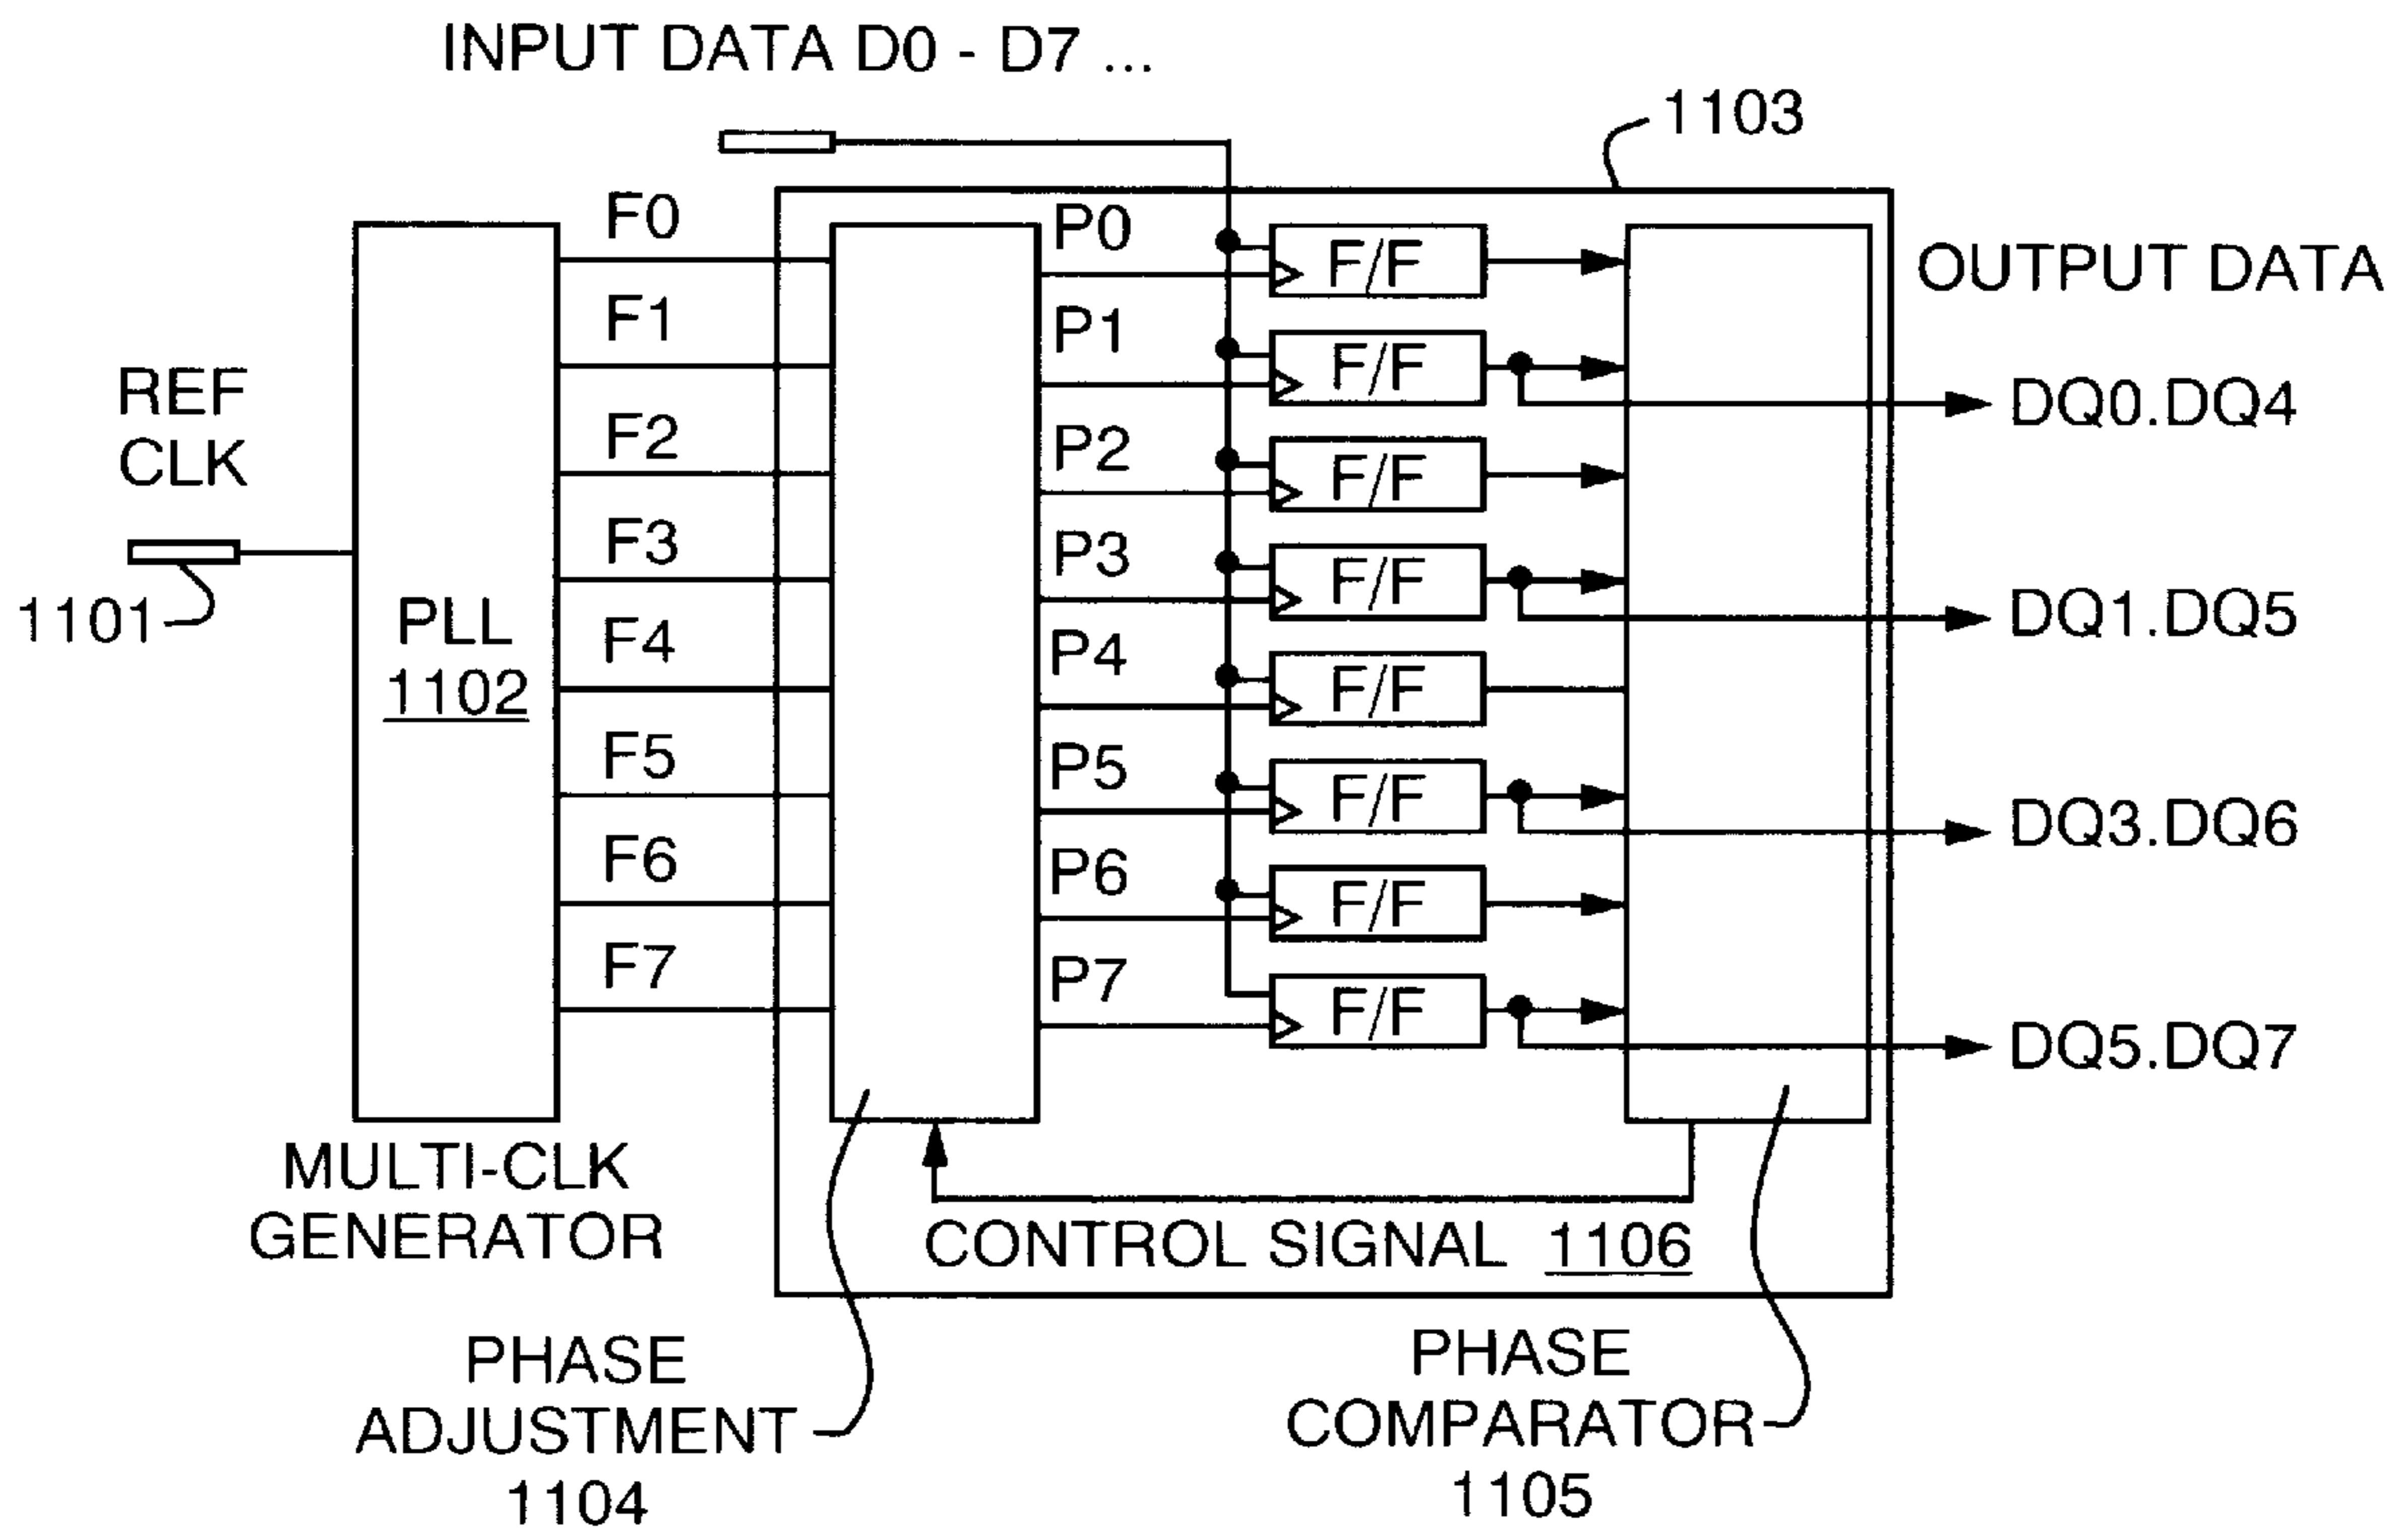 INPUT DATA D0 - D7 ...
1103
REF
CLK
1101
PLL
1102
MULTI-CLK
GENERATOR
F0
F1
F2
F3
F4
F5
F6
F7
P0
P1
P2
P3
P4
P5
P6
P7
F/F
F/F
F/F
F/F
F/F
F/F
F/F
F/F
OUTPUT DATA
DQ0.DQ4
DQ1.DQ5
DQ3.DQ6
DQ5.DQ7
CONTROL SIGNAL 1106
PHASE
ADJUSTMENT
1104
PHASE
COMPARATOR
1105